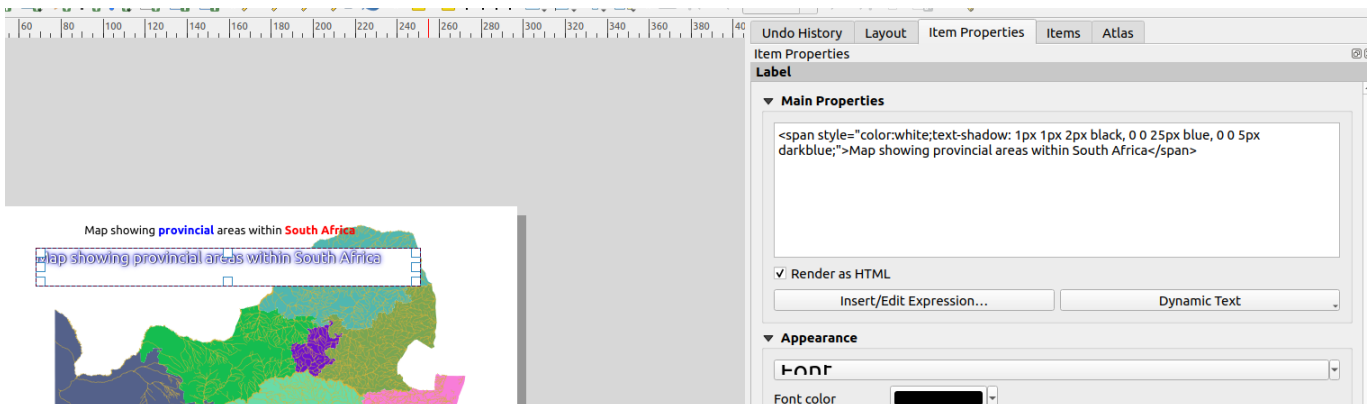 60 80 100 120 140 160 180 200 220 240 260 280 300 320 340 360 380 40
Undo History Layout Item Properties Items Atlas
Item Properties
Label
Main Properties
<span style="color:white;text-shadow: 1px 1px 2px black, 0 0 25px blue, 0 0 5px
darkblue;">Map showing provincial areas within South Africa</span>
Map showing provincial areas within South Africa
Map showing provincial areas within South Africa
Render as HTML
Insert/Edit Expression... Dynamic Text
Appearance
Font
Font color